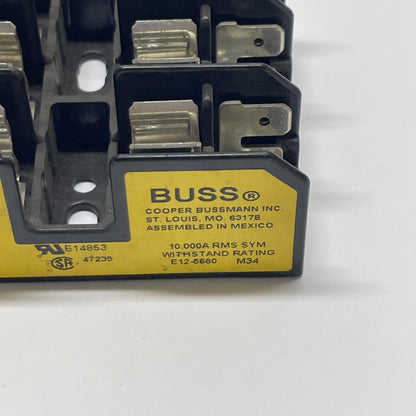 BUSS®
COOPER BUSSMANN INC.
ST. LOUIS, MO. 63178
ASSEMBLED IN MEXICO
10,000A RMS SYM
WITHSTAND RATING
E12-5680 M34
E14853
47235